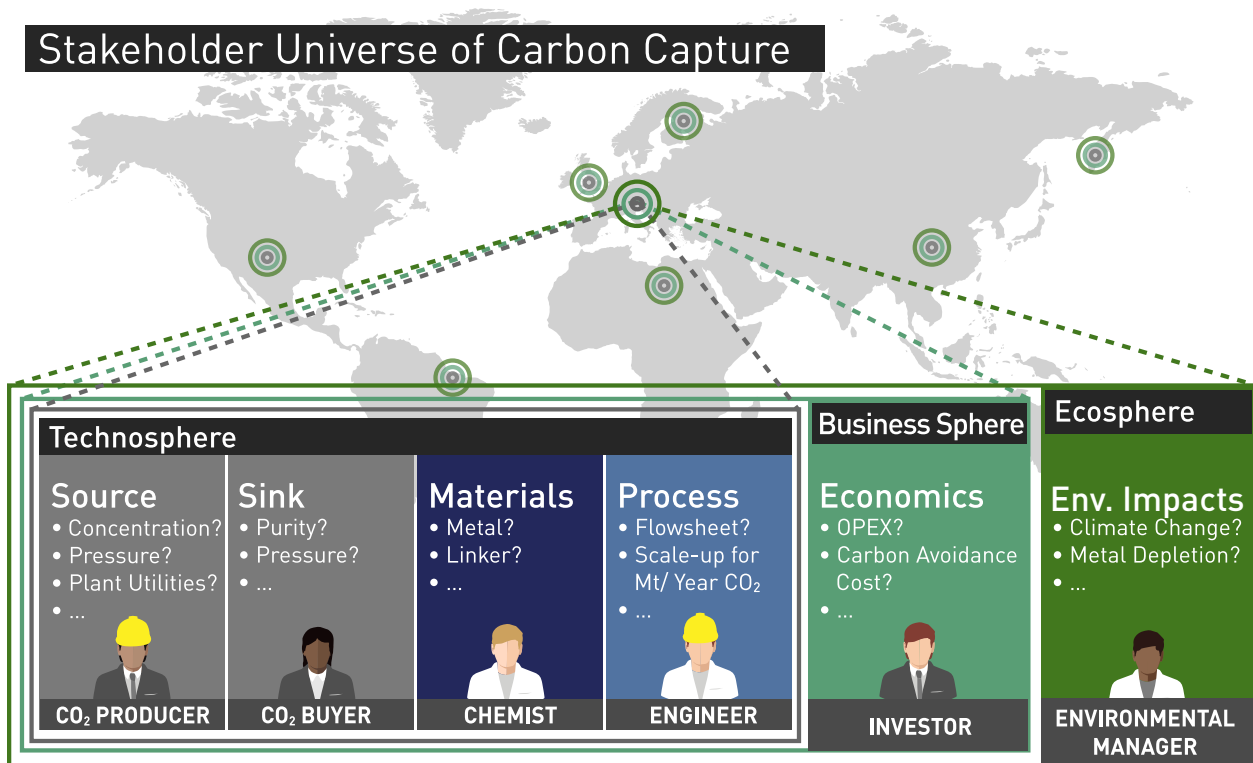 Stakeholder Universe of Carbon Capture
Technosphere
Source
• Concentration?
• Pressure?
• Plant Utilities?
• ...
CO₂ PRODUCER
Sink
• Purity?
• Pressure?
• ...
CO₂ BUYER
Materials
• Metal?
• Linker?
• ...
CHEMIST
Process
• Flowsheet?
• Scale-up for
Mt/ Year CO₂
• ...
ENGINEER
Business Sphere
Economics
• OPEX?
• Carbon Avoidance
Cost?
• ...
INVESTOR
Ecosphere
Env. Impacts
• Climate Change?
• Metal Depletion?
• ...
ENVIRONMENTAL
MANAGER